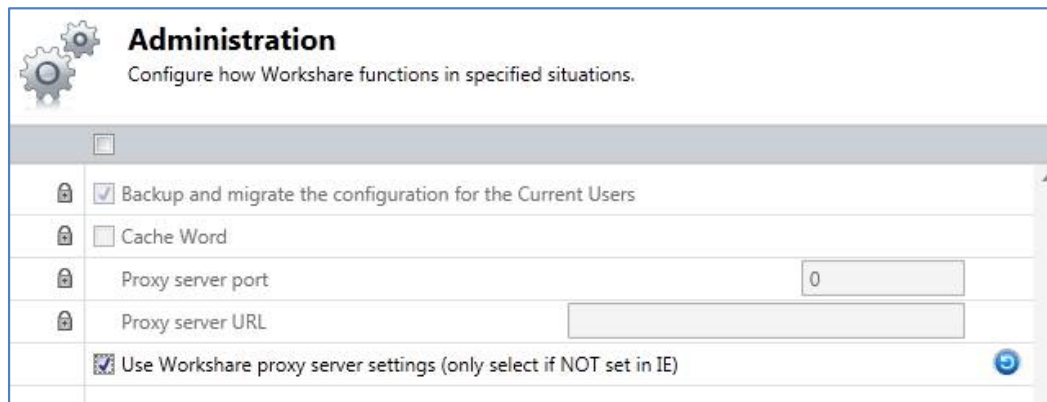 Administration
Configure how Workshare functions in specified situations.
Backup and migrate the configuration for the Current Users
Cache Word
Proxy server port 0
Proxy server URL
Use Workshare proxy server settings (only select if NOT set in IE)